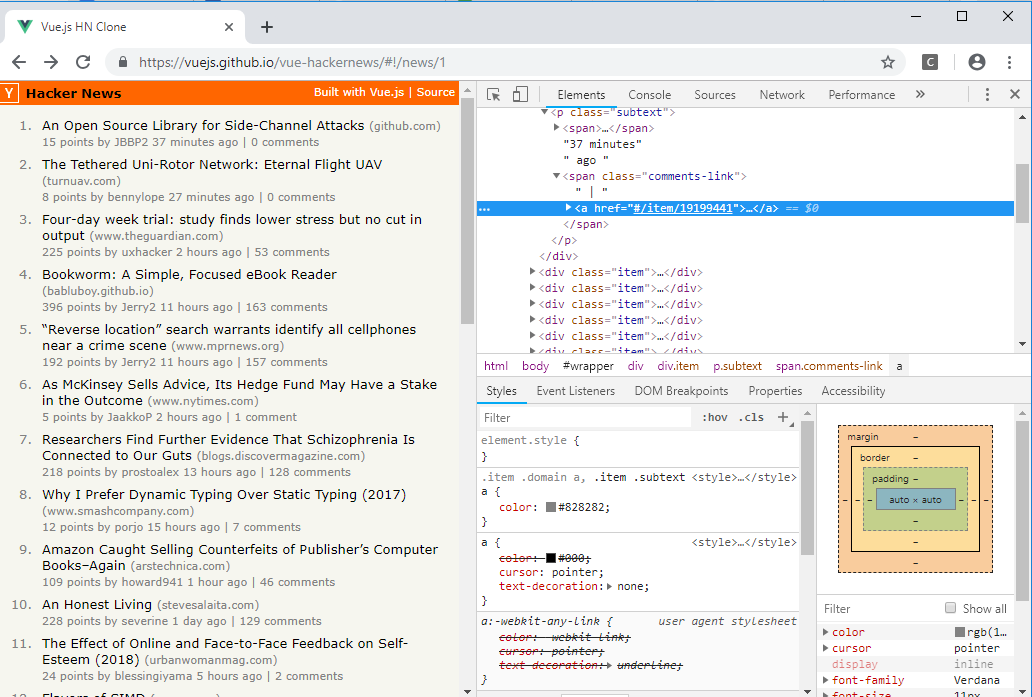 Vue.js HN Clone
https://vuejs.github.io/vue-hackernews/#!/news/1
C
Y Hacker News Built with Vue.js | Source
1. An Open Source Library for Side-Channel Attacks (github.com)
15 points by JBBP2 37 minutes ago | 0 comments
2. The Tethered Uni-Rotor Network: Eternal Flight UAV
(turnuav.com)
8 points by bennylope 27 minutes ago | 0 comments
3. Four-day week trial: study finds lower stress but no cut in
output (www.theguardian.com)
225 points by uxhacker 2 hours ago | 53 comments
4. Bookworm: A Simple, Focused eBook Reader
(babluboy.github.io)
396 points by Jerry2 11 hours ago | 163 comments
5. “Reverse location” search warrants identify all cellphones
near a crime scene (www.mprnews.org)
192 points by Jerry2 11 hours ago | 157 comments
6. As McKinsey Sells Advice, Its Hedge Fund May Have a Stake
in the Outcome (www.nytimes.com)
5 points by JaakkoP 2 hours ago | 1 comment
7. Researchers Find Further Evidence That Schizophrenia Is
Connected to Our Guts (blogs.discovermagazine.com)
218 points by prostoalex 13 hours ago | 128 comments
8. Why I Prefer Dynamic Typing Over Static Typing (2017)
(www.smashcompany.com)
12 points by porjo 15 hours ago | 7 comments
9. Amazon Caught Selling Counterfeits of Publisher’s Computer
Books–Again (arstechnica.com)
109 points by howard941 1 hour ago | 46 comments
10. An Honest Living (stevesalaita.com)
228 points by severine 1 day ago | 129 comments
11. The Effect of Online and Face-to-Face Feedback on Self-
Esteem (2018) (urbanwomanmag.com)
24 points by blessingiyama 5 hours ago | 2 comments
Elements Console Sources Network Performance »
<p class="subtext">
<span>…</span>
"37 minutes"
" ago "
<span class="comments-link">
" | "
<a href="#/item/19199441">…</a> == $0
</span>
</p>
</div>
<div class="item">…</div>
<div class="item">…</div>
<div class="item">…</div>
<div class="item">…</div>
<div class="item">…</div>
<div class="item">…</div>
html body #wrapper div div.item p.subtext span.comments-link a
Styles Event Listeners DOM Breakpoints Properties Accessibility
Filter :hov .cls +
element.style {
}
.item .domain a, .item .subtext <style>…</style>
a {
color: #828282;
}
a { <style>…</style>
color: #000;
cursor: pointer;
text-decoration: none;
}
a:-webkit-any-link { user agent stylesheet
color: -webkit-link;
cursor: pointer;
text-decoration: underline;
}
margin –
border –
padding –
– – – auto × auto – – –
–
–
–
Filter Show all
color rgb(1…
cursor pointer
display inline
font-family Verdana
font-size 11px